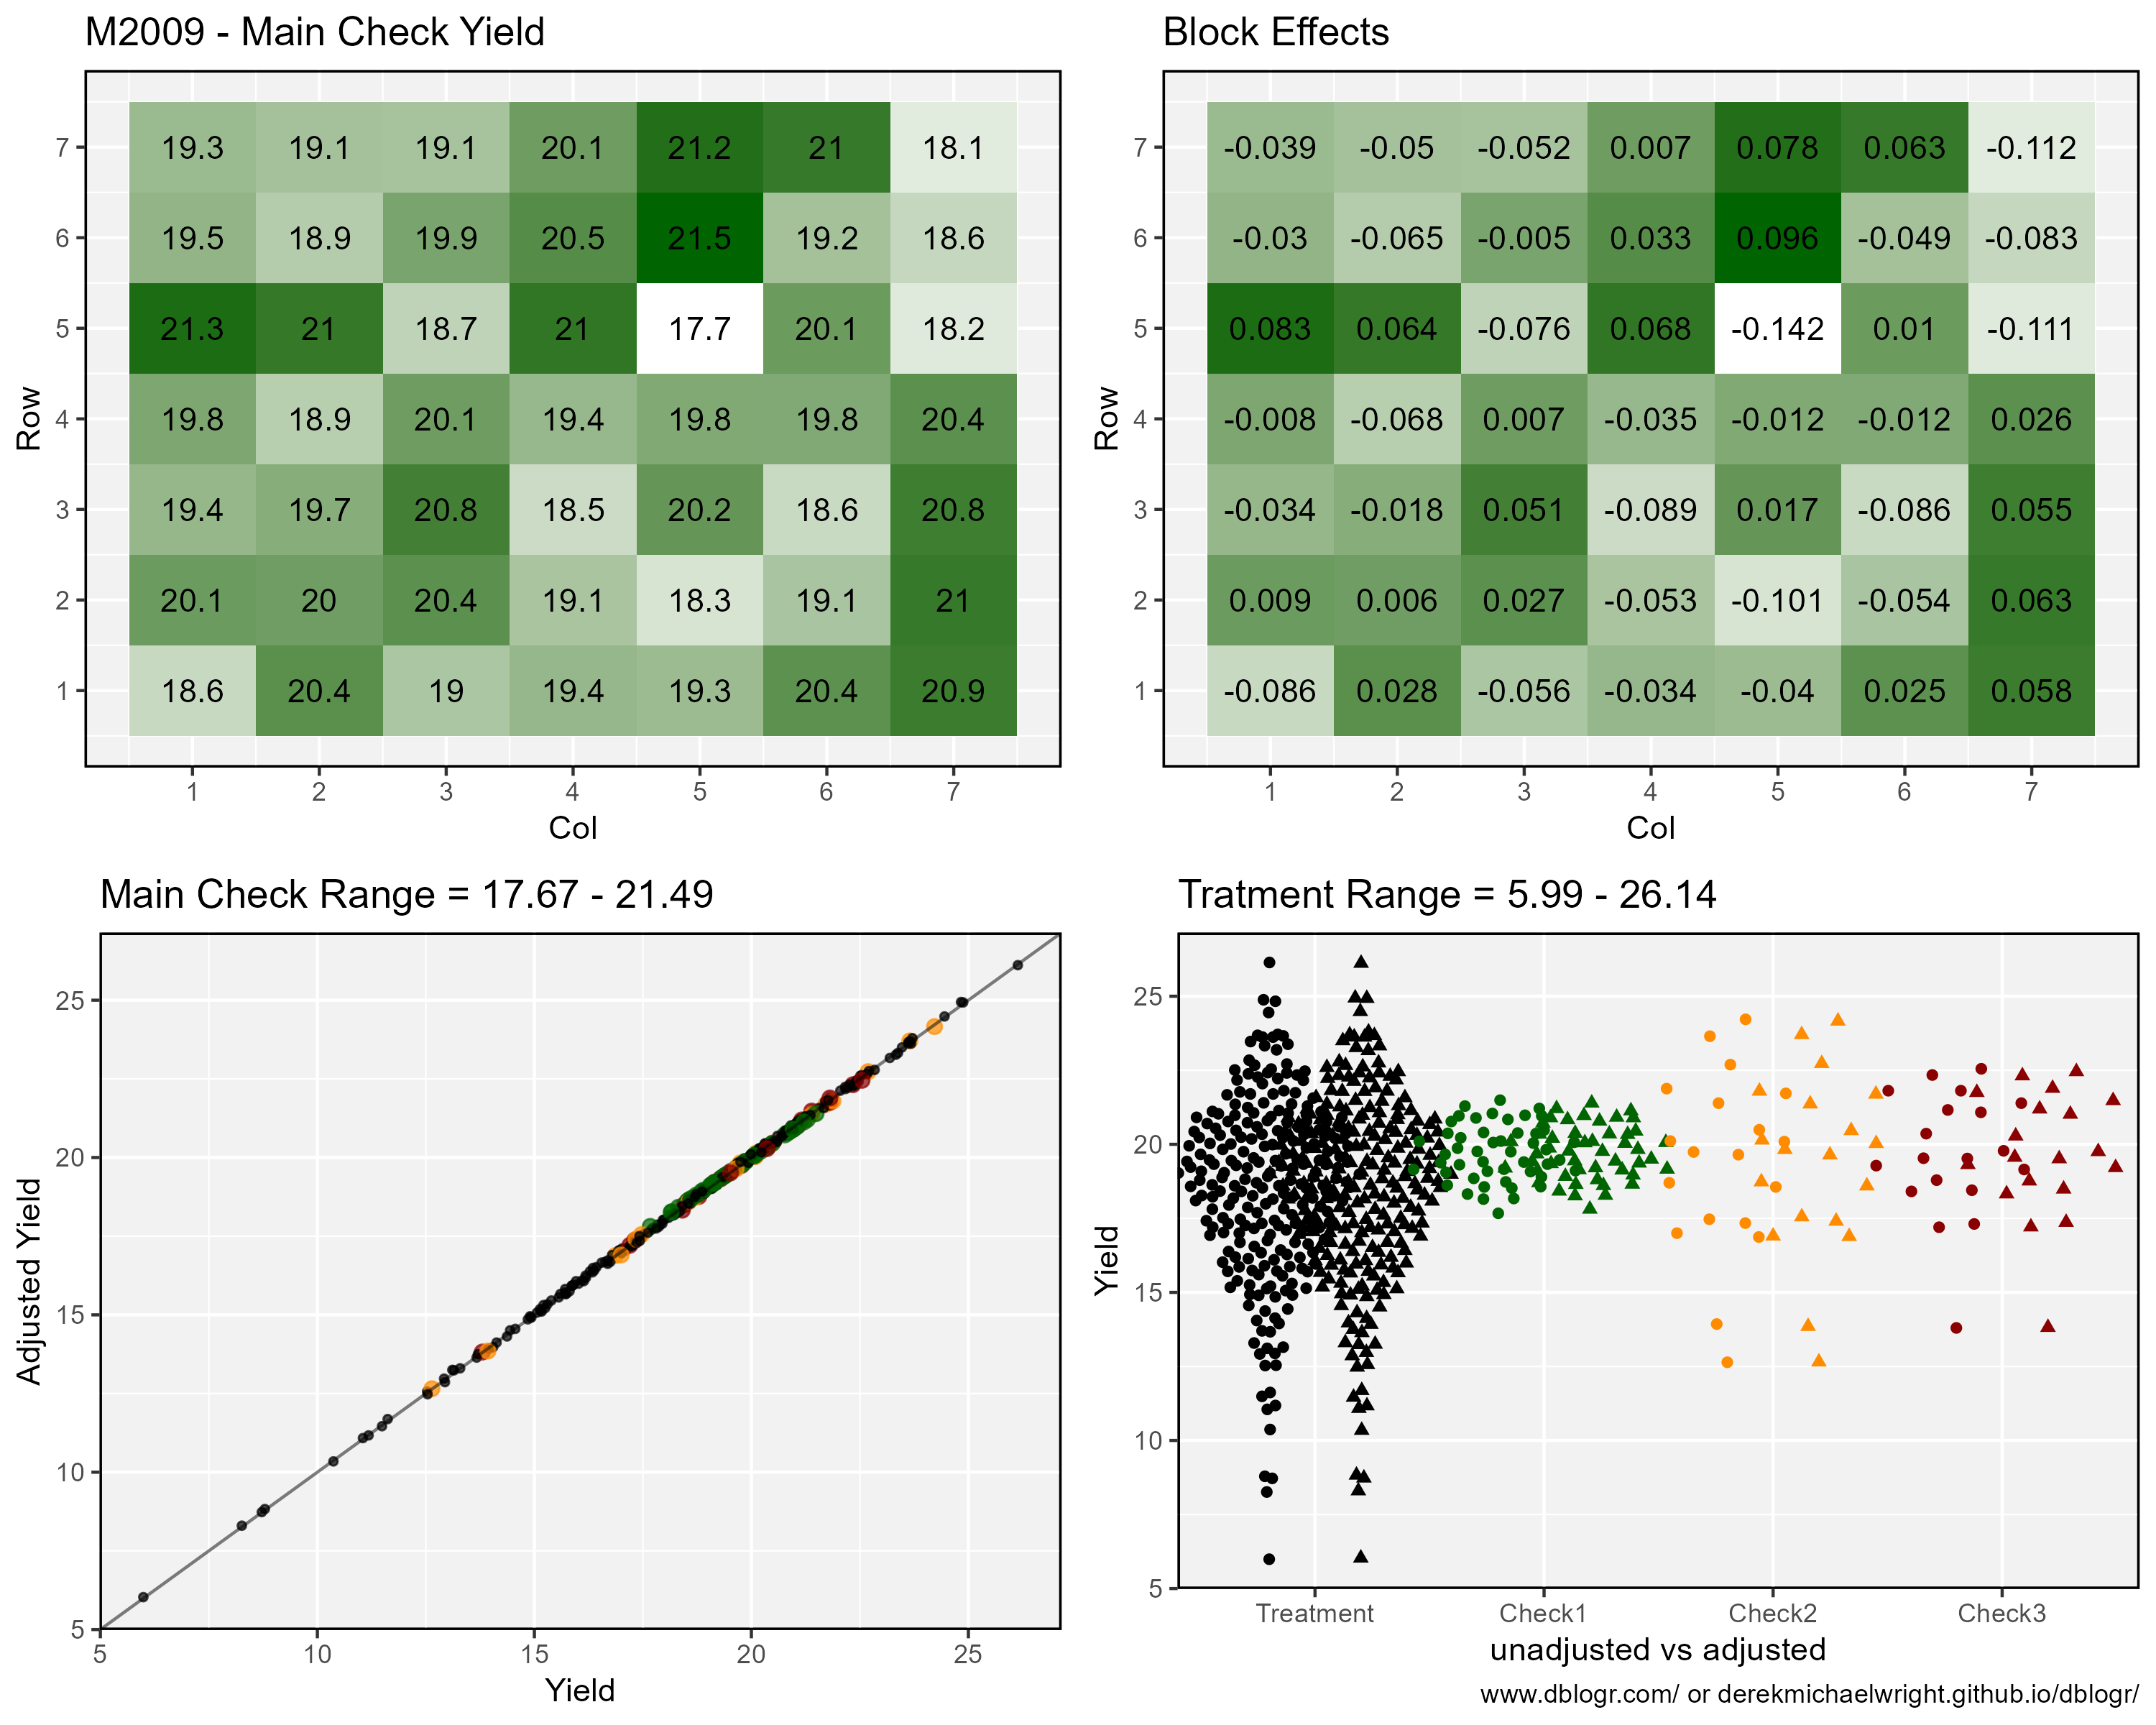 M2009 - Main Check Yield
Row
7 19.3 19.1 19.1 20.1 21.2 21 18.1
6 19.5 18.9 19.9 20.5 21.5 19.2 18.6
5 21.3 21 18.7 21 17.7 20.1 18.2
4 19.8 18.9 20.1 19.4 19.8 19.8 20.4
3 19.4 19.7 20.8 18.5 20.2 18.6 20.8
2 20.1 20 20.4 19.1 18.3 19.1 21
1 18.6 20.4 19 19.4 19.3 20.4 20.9
1 2 3 4 5 6 7
Col
Block Effects
Row
7 -0.039 -0.05 -0.052 0.007 0.078 0.063 -0.112
6 -0.03 -0.065 -0.005 0.033 0.096 -0.049 -0.083
5 0.083 0.064 -0.076 0.068 -0.142 0.01 -0.111
4 -0.008 -0.068 0.007 -0.035 -0.012 -0.012 0.026
3 -0.034 -0.018 0.051 -0.089 0.017 -0.086 0.055
2 0.009 0.006 0.027 -0.053 -0.101 -0.054 0.063
1 -0.086 0.028 -0.056 -0.034 -0.04 0.025 0.058
1 2 3 4 5 6 7
Col
Main Check Range = 17.67 - 21.49
Adjusted Yield
25
20
15
10
5
5 10 15 20 25
Yield
Tratment Range = 5.99 - 26.14
Yield
25
20
15
10
5
Treatment Check1 Check2 Check3
unadjusted vs adjusted
www.dblogr.com/ or derekmichaelwright.github.io/dblogr/